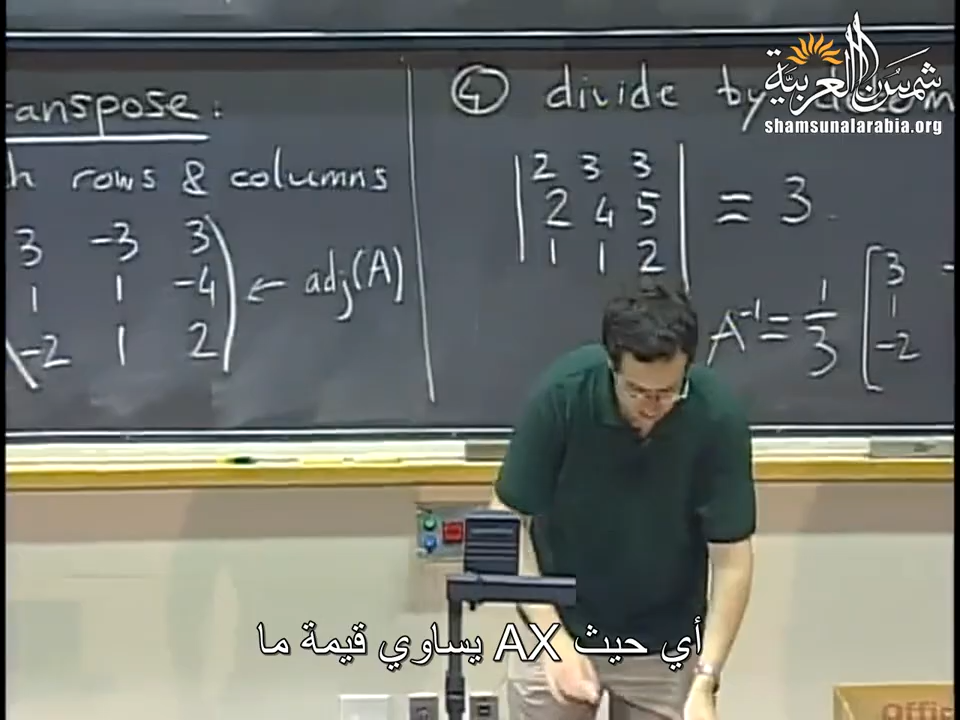 anspose:
h rows & columns
3 -3 3
1 1 -4 ← adj(A)
-2 1 2
④ divide by
2 3 3
2 4 5 = 3
1 1 2
A⁻¹ = 1/3
3 -
1
-2
شمس العربية
shamsunalarabia.org
أي حيث AX يساوي قيمة ما
Offic